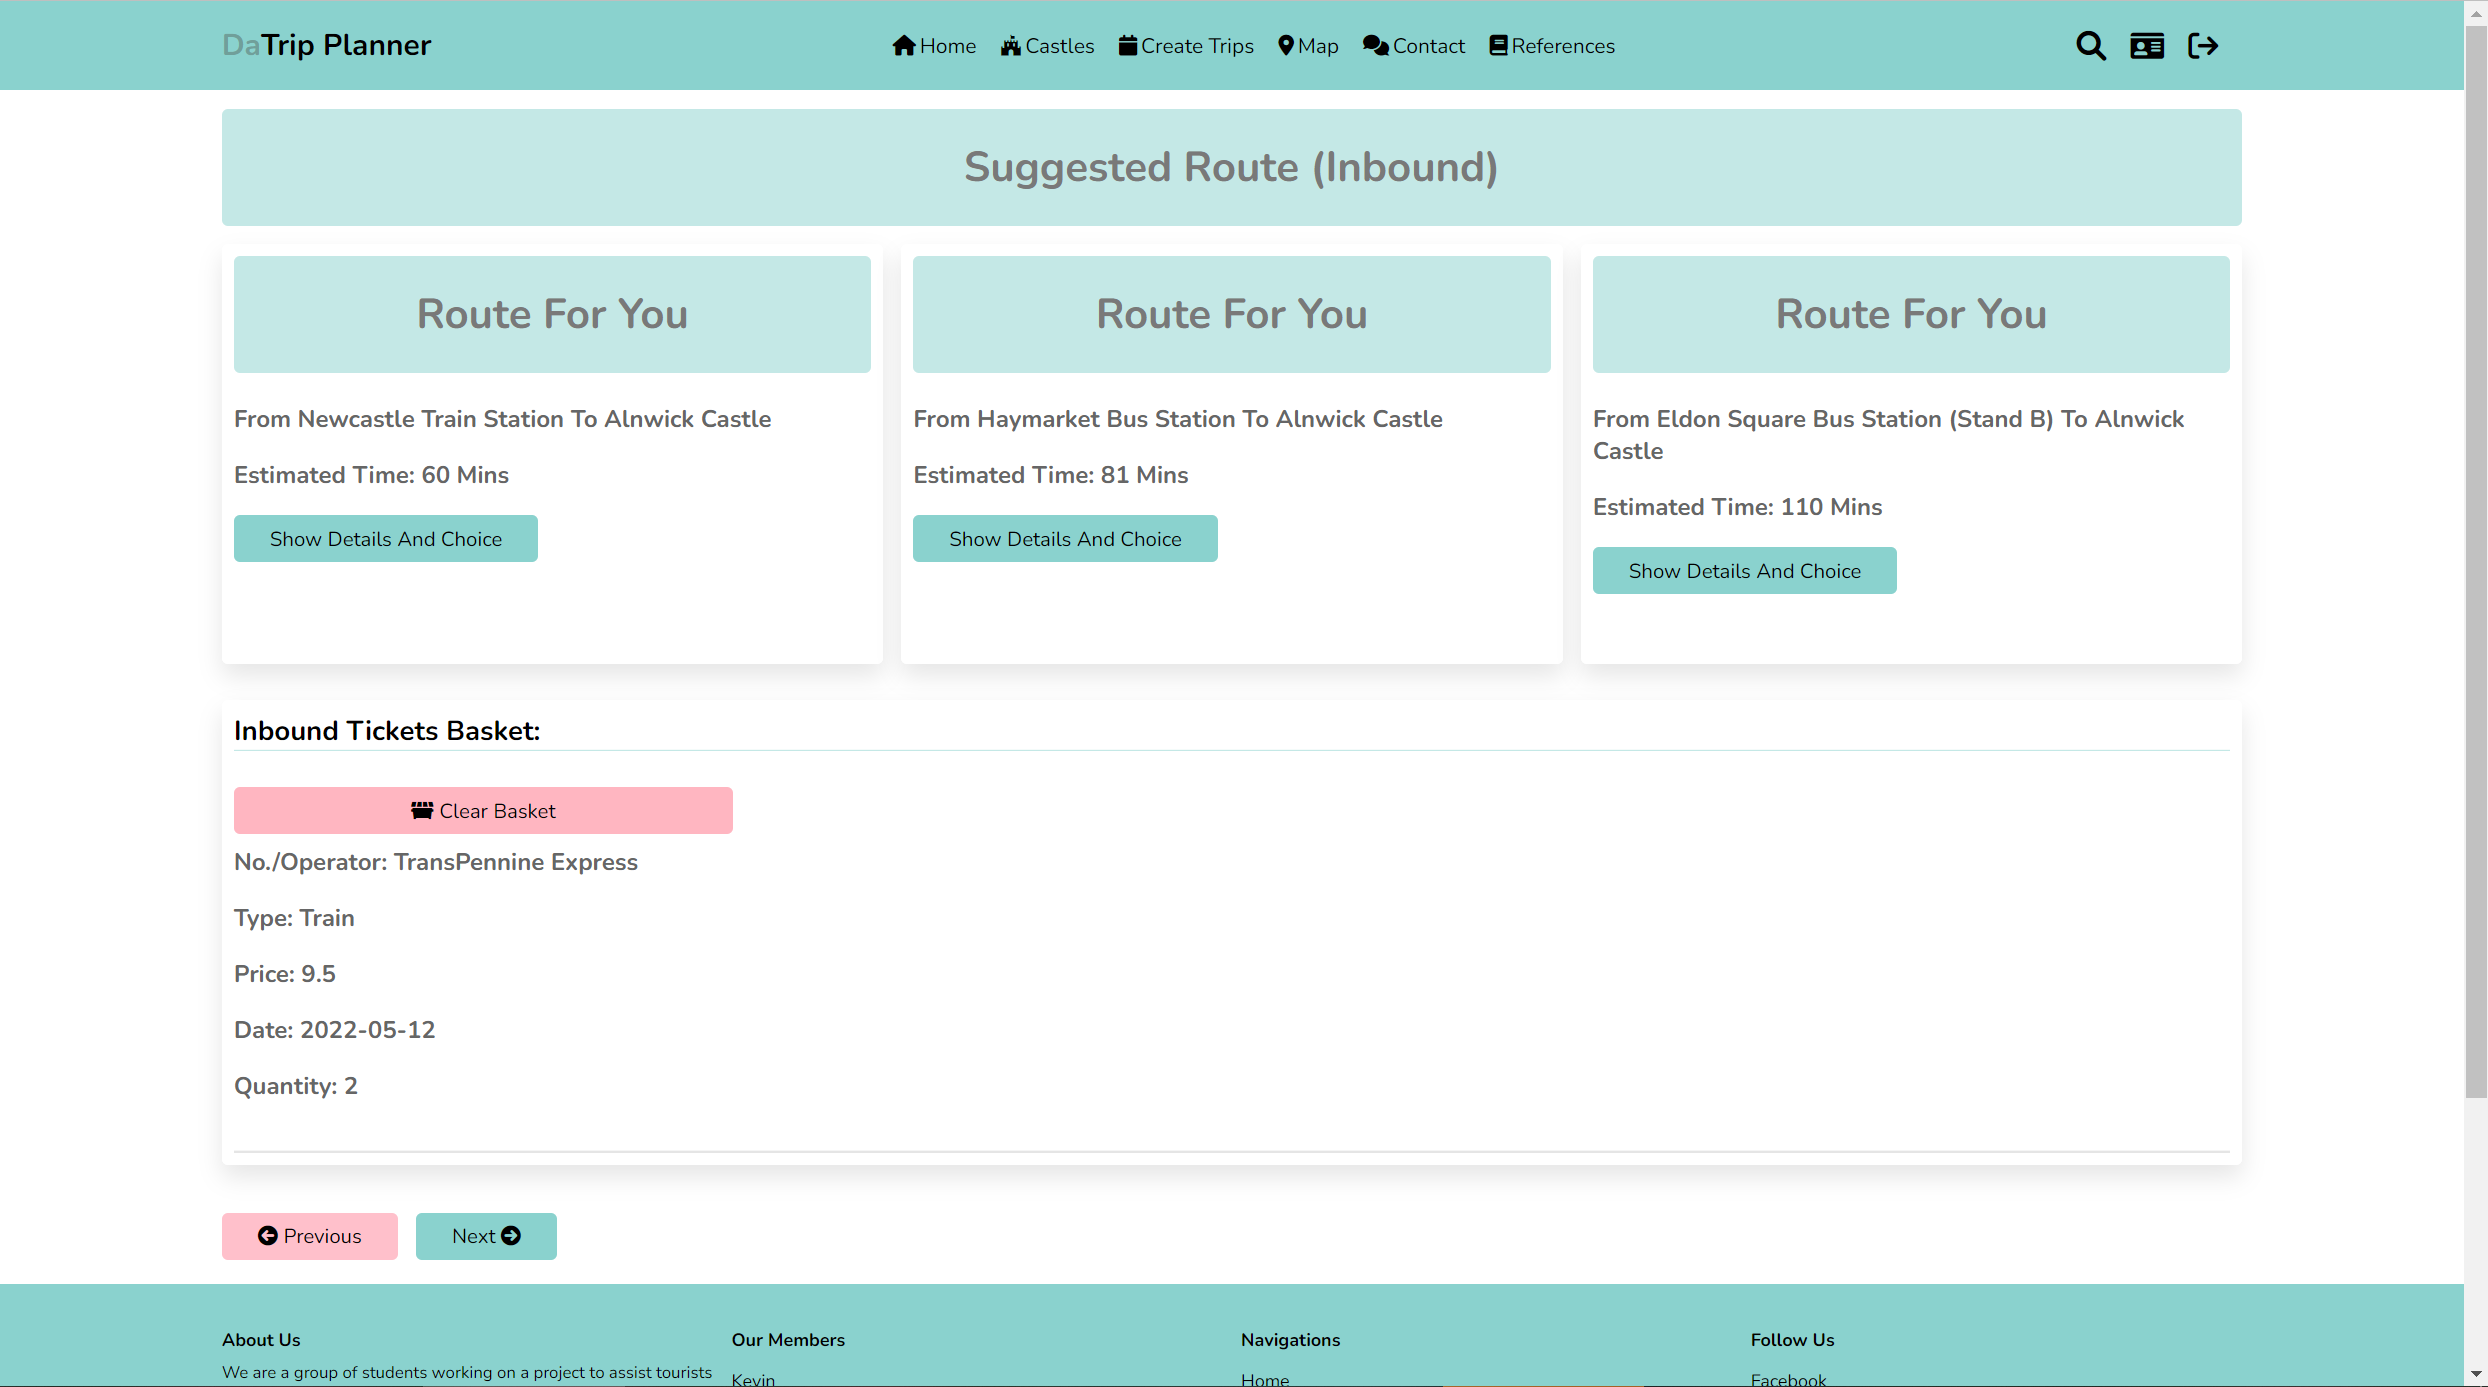 DaTrip Planner
Home Castles Create Trips Map Contact References
Suggested Route (Inbound)
Route For You
From Newcastle Train Station To Alnwick Castle
Estimated Time: 60 Mins
Show Details And Choice
Route For You
From Haymarket Bus Station To Alnwick Castle
Estimated Time: 81 Mins
Show Details And Choice
Route For You
From Eldon Square Bus Station (Stand B) To Alnwick
Castle
Estimated Time: 110 Mins
Show Details And Choice
Inbound Tickets Basket:
Clear Basket
No./Operator: TransPennine Express
Type: Train
Price: 9.5
Date: 2022-05-12
Quantity: 2
Previous
Next
About Us
We are a group of students working on a project to assist tourists
Our Members
Kevin
Navigations
Home
Follow Us
Facebook